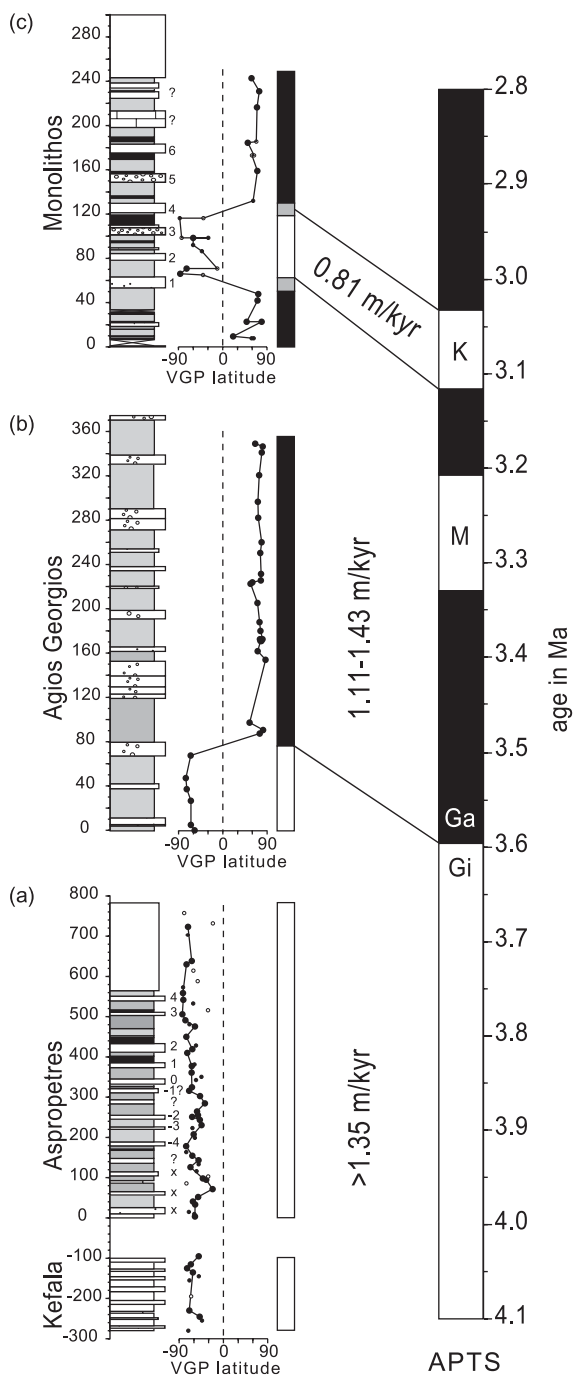 (c)
Monolithos
280
240
200
160
120
80
40
0
?
?
6
5
4
3
2
1
-90 0 90
VGP latitude
0.81 m/kyr
(b)
Agios Georgios
360
320
280
240
200
160
120
80
40
0
-90 0 90
VGP latitude
1.11-1.43 m/kyr
(a)
Aspropetres
800
700
600
500
400
300
200
100
0
4
3
2
1
0
-1?
?
-2
-3
-4
?
x
x
x
>1.35 m/kyr
Kefala
-100
-200
-300
-90 0 90
VGP latitude
K
M
Ga
Gi
2.8
2.9
3.0
3.1
3.2
3.3
3.4
3.5
3.6
3.7
3.8
3.9
4.0
4.1
age in Ma
APTS